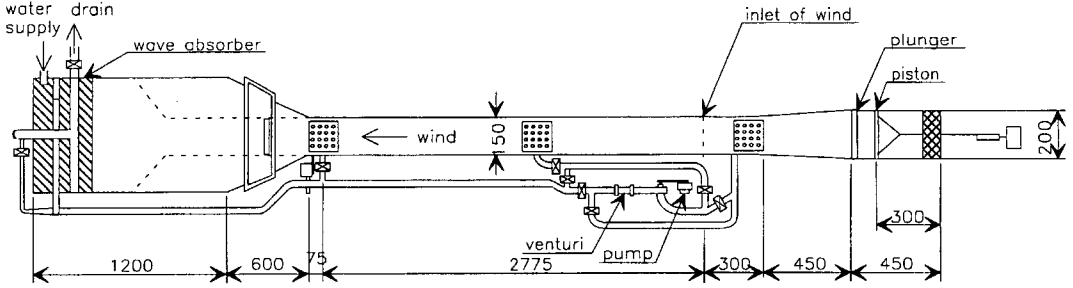 water drain
supply
wave absorber
inlet of wind
plunger
piston
wind
150
200
300
venturi
pump
75
1200
600
2775
300
450
450